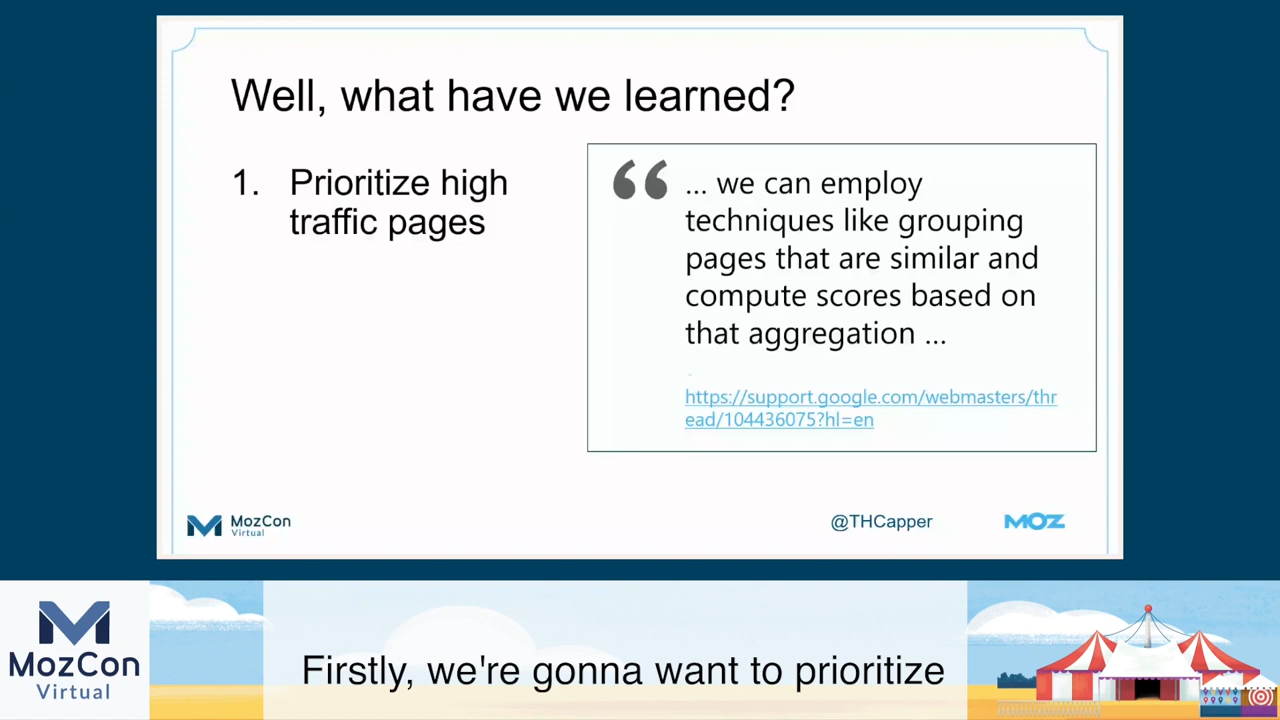 Well, what have we learned?
1. Prioritize high
traffic pages
“
... we can employ
techniques like grouping
pages that are similar and
compute scores based on
that aggregation ...
https://support.google.com/webmasters/thr
ead/104436075?hl=en
MozCon
Virtual
@THCapper
MOZ
MozCon
Virtual
Firstly, we're gonna want to prioritize